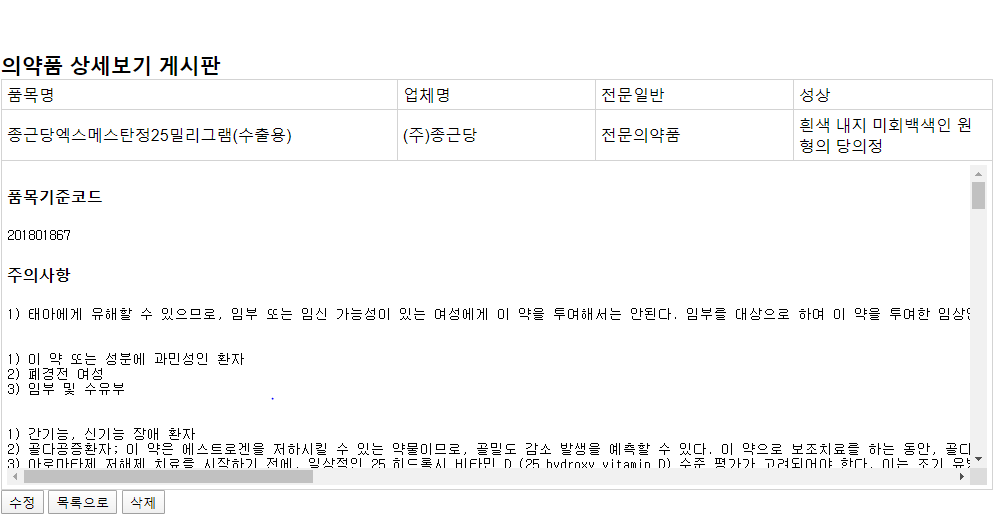 의약품 상세보기 게시판
품목명 업체명 전문일반 성상
종근당엑스메스탄정25밀리그램(수출용) (주)종근당 전문의약품 흰색 내지 미회백색인 원
형의 당의정
품목기준코드
201801867
주의사항
1) 태아에게 유해할 수 있으므로, 임부 또는 임신 가능성이 있는 여성에게 이 약을 투여해서는 안된다. 임부를 대상으로 하여 이 약을 투여한 임상
1) 이 약 또는 성분에 과민성인 환자
2) 폐경전 여성
3) 임부 및 수유부
1) 간기능, 신기능 장애 환자
2) 골다공증환자; 이 약은 에스트로겐을 저하시킬 수 있는 약물이므로, 골밀도 감소 발생을 예측할 수 있다. 이 약으로 보조치료를 하는 동안, 골다
3) 아로마타제 저해제 치료를 시작하기 전에, 일상적인 25 히드록시 비타민 D (25 hydroxy vitamin D) 수준 평가가 고려되어야 한다. 이는 조기
수정 목록으로 삭제